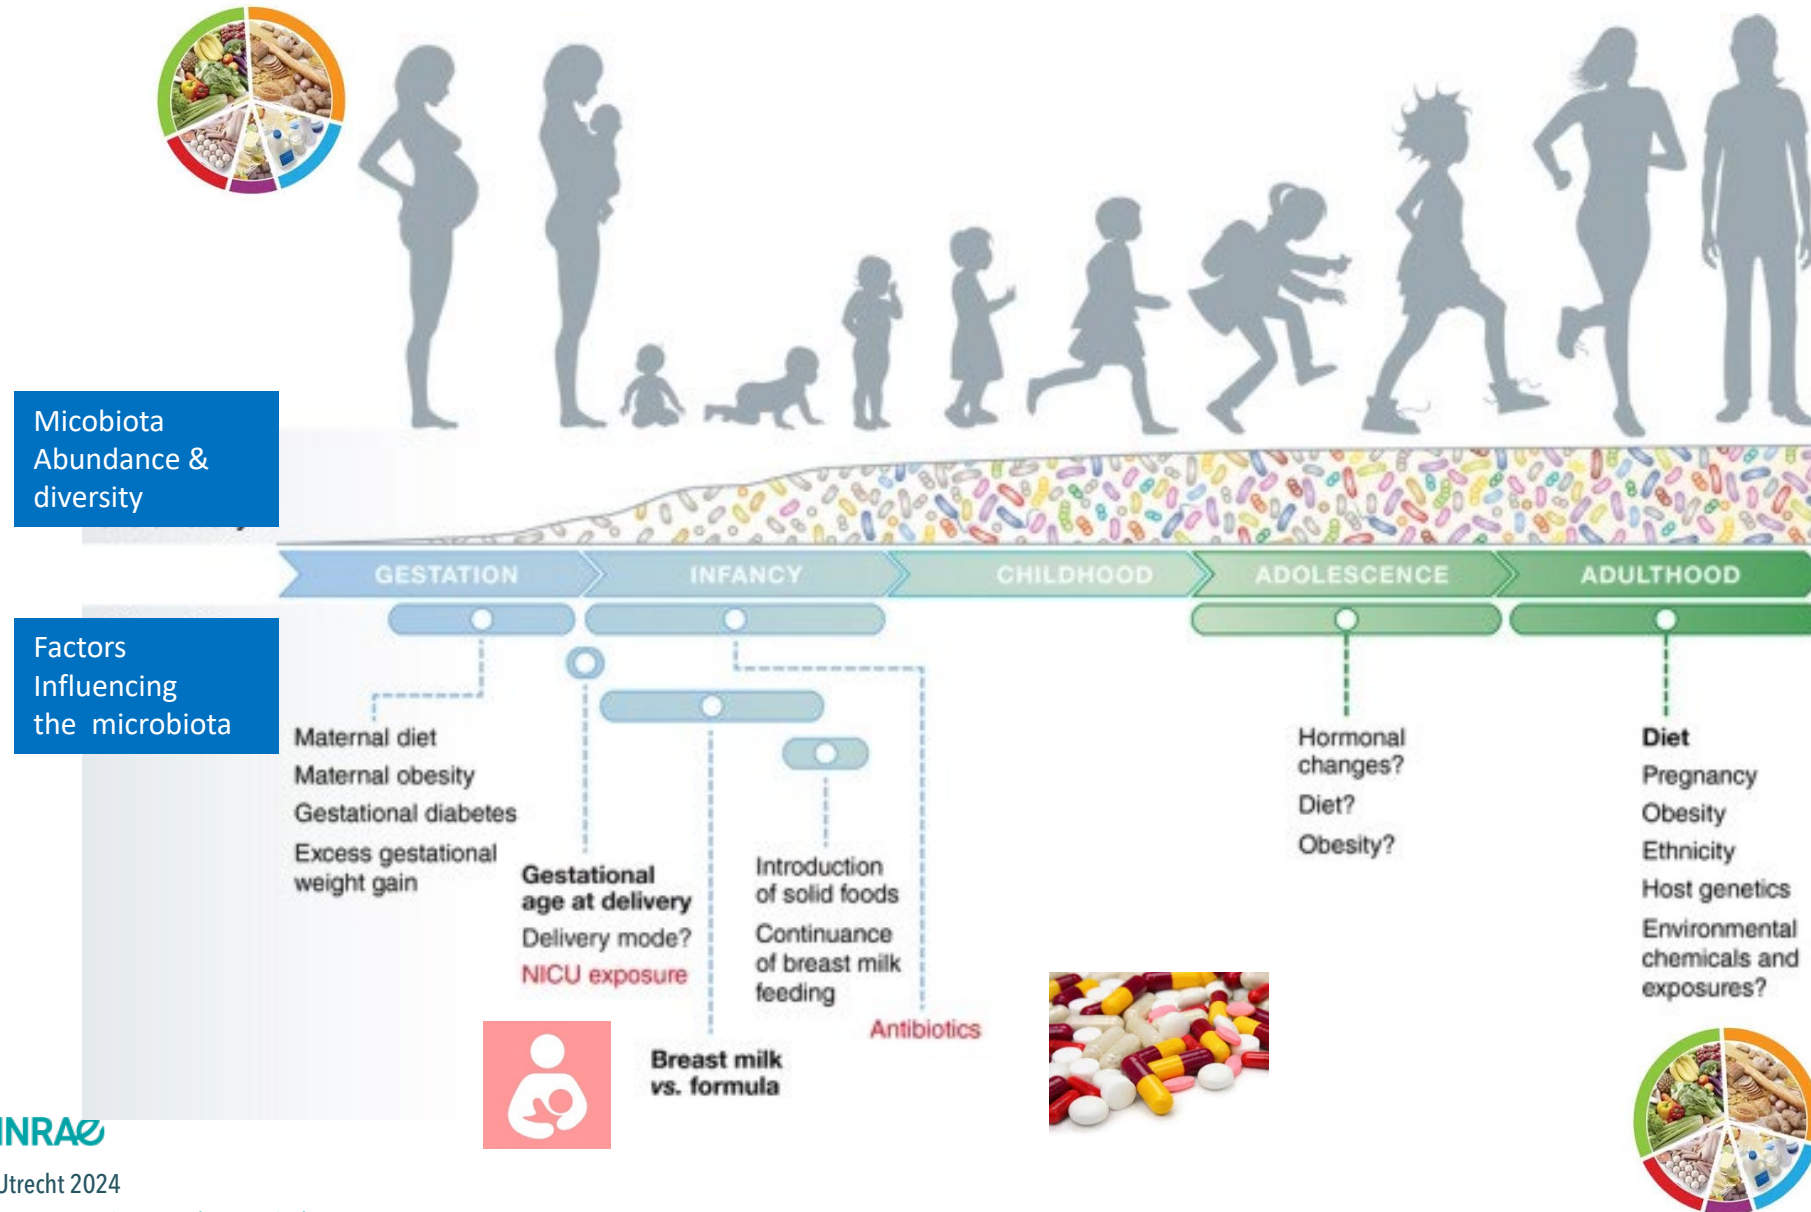 Micobiota
Abundance &
diversity
GESTATION
INFANCY
CHILDHOOD
ADOLESCENCE
ADULTHOOD
Factors
Influencing
the microbiota
Maternal diet
Maternal obesity
Gestational diabetes
Excess gestational
weight gain
Gestational
age at delivery
Delivery mode?
NICU exposure
Breast milk
vs. formula
Introduction
of solid foods
Continuance
of breast milk
feeding
Antibiotics
Hormonal
changes?
Diet?
Obesity?
Diet
Pregnancy
Obesity
Ethnicity
Host genetics
Environmental
chemicals and
exposures?
INRAE
Utrecht 2024